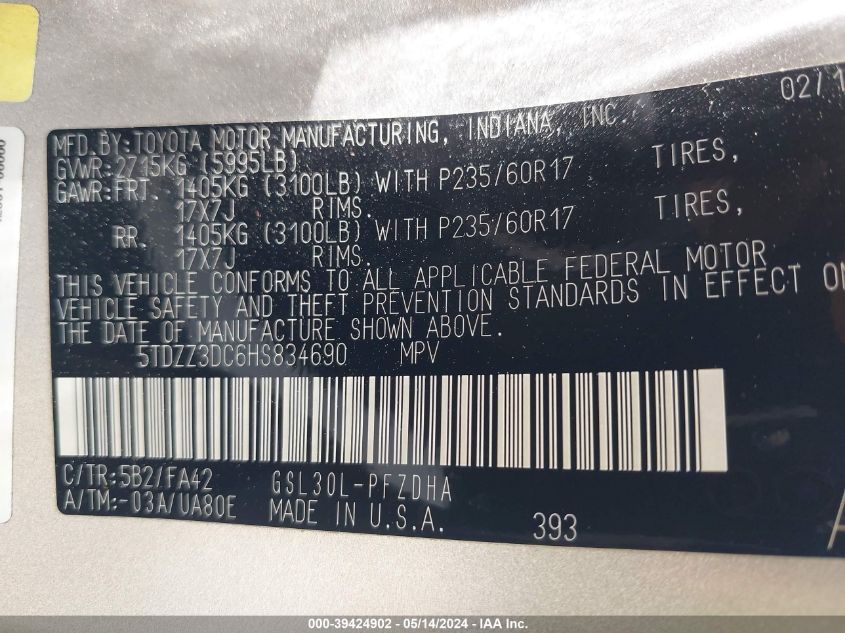 02/1
MFD.BY:TOYOTA MOTOR MANUFACTURING, INDIANA, INC.
GVWR:2715KG (5995LB)
GAWR:FRT. 1405KG (3100LB) WITH P235/60R17 TIRES,
17X7J RIMS.
RR. 1405KG (3100LB) WITH P235/60R17 TIRES,
17X7J RIMS.
THIS VEHICLE CONFORMS TO ALL APPLICABLE FEDERAL MOTOR
VEHICLE SAFETY AND THEFT PREVENTION STANDARDS IN EFFECT ON
THE DATE OF MANUFACTURE SHOWN ABOVE.
5TDZZ3DC6HS834690 MPV
C/TR:5B2/FA42 GSL30L-PFZDHA
A/TM:-03A/UA80E MADE IN U.S.A. 393
A
000-39424902 - 05/14/2024 - IAA Inc.